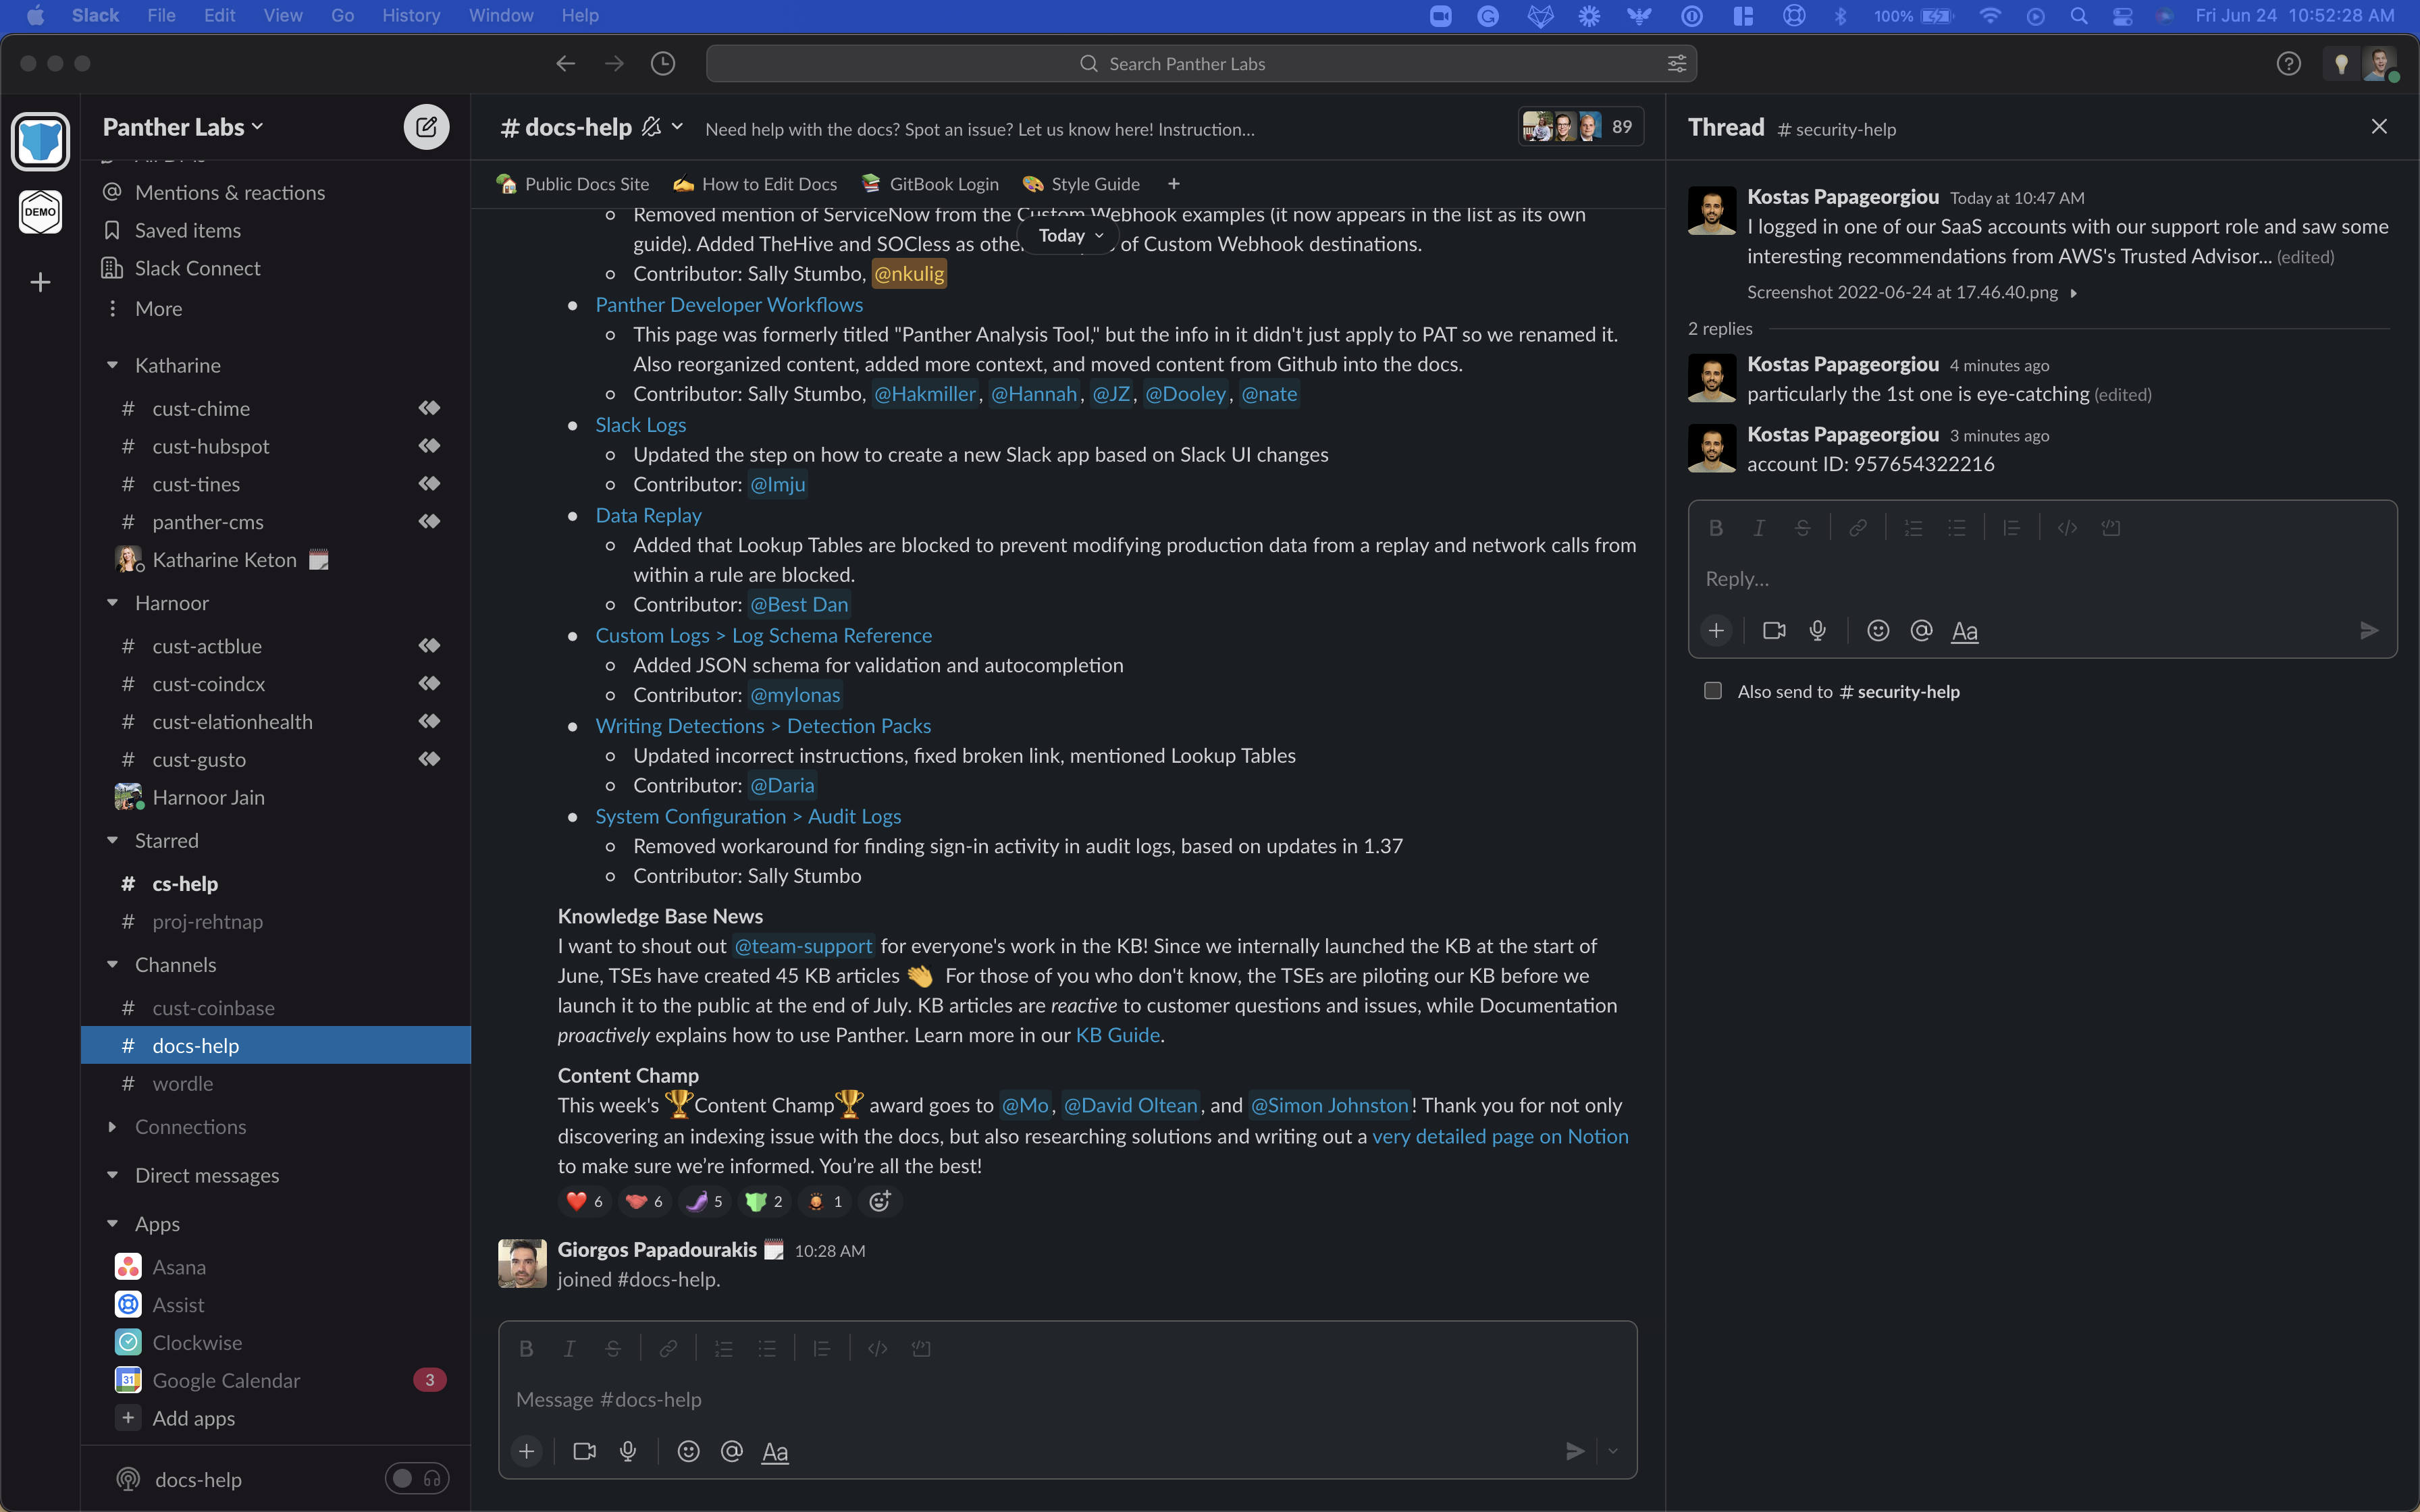 Slack File Edit View Go History Window Help 100% Fri Jun 24 10:52:28 AM
Search Panther Labs
DEMO
Panther Labs
Mentions & reactions
Saved items
Slack Connect
More
Katharine
# cust-chime
# cust-hubspot
# cust-tines
# panther-cms
Katharine Keton
Harnoor
# cust-actblue
# cust-coindcx
# cust-elationhealth
# cust-gusto
Harnoor Jain
Starred
# cs-help
# proj-rehtnap
Channels
# cust-coinbase
# docs-help
# wordle
Connections
Direct messages
Apps
Asana
Assist
Clockwise
Google Calendar 3
Add apps
docs-help
# docs-help Need help with the docs? Spot an issue? Let us know here! Instruction... 89
Public Docs Site How to Edit Docs GitBook Login Style Guide +
Today
Removed mention of ServiceNow from the Custom Webhook examples (it now appears in the list as its own
guide). Added TheHive and SOCless as othe of Custom Webhook destinations.
Contributor: Sally Stumbo, @nkulig
Panther Developer Workflows
This page was formerly titled "Panther Analysis Tool," but the info in it didn't just apply to PAT so we renamed it.
Also reorganized content, added more context, and moved content from Github into the docs.
Contributor: Sally Stumbo, @Hakmiller, @Hannah, @JZ, @Dooley, @nate
Slack Logs
Updated the step on how to create a new Slack app based on Slack UI changes
Contributor: @Imju
Data Replay
Added that Lookup Tables are blocked to prevent modifying production data from a replay and network calls from
within a rule are blocked.
Contributor: @Best Dan
Custom Logs > Log Schema Reference
Added JSON schema for validation and autocompletion
Contributor: @mylonas
Writing Detections > Detection Packs
Updated incorrect instructions, fixed broken link, mentioned Lookup Tables
Contributor: @Daria
System Configuration > Audit Logs
Removed workaround for finding sign-in activity in audit logs, based on updates in 1.37
Contributor: Sally Stumbo
Knowledge Base News
I want to shout out @team-support for everyone's work in the KB! Since we internally launched the KB at the start of
June, TSEs have created 45 KB articles 👏 For those of you who don't know, the TSEs are piloting our KB before we
launch it to the public at the end of July. KB articles are reactive to customer questions and issues, while Documentation
proactively explains how to use Panther. Learn more in our KB Guide.
Content Champ
This week's 🏆Content Champ🏆 award goes to @Mo, @David Oltean, and @Simon Johnston! Thank you for not only
discovering an indexing issue with the docs, but also researching solutions and writing out a very detailed page on Notion
to make sure we’re informed. You’re all the best!
6 6 5 2 1
Giorgos Papadourakis 10:28 AM
joined #docs-help.
B I S
Message #docs-help
Aa
Thread # security-help
Kostas Papageorgiou Today at 10:47 AM
I logged in one of our SaaS accounts with our support role and saw some
interesting recommendations from AWS's Trusted Advisor... (edited)
Screenshot 2022-06-24 at 17.46.40.png
2 replies
Kostas Papageorgiou 4 minutes ago
particularly the 1st one is eye-catching (edited)
Kostas Papageorgiou 3 minutes ago
account ID: 957654322216
B I S
Reply...
Aa
Also send to # security-help